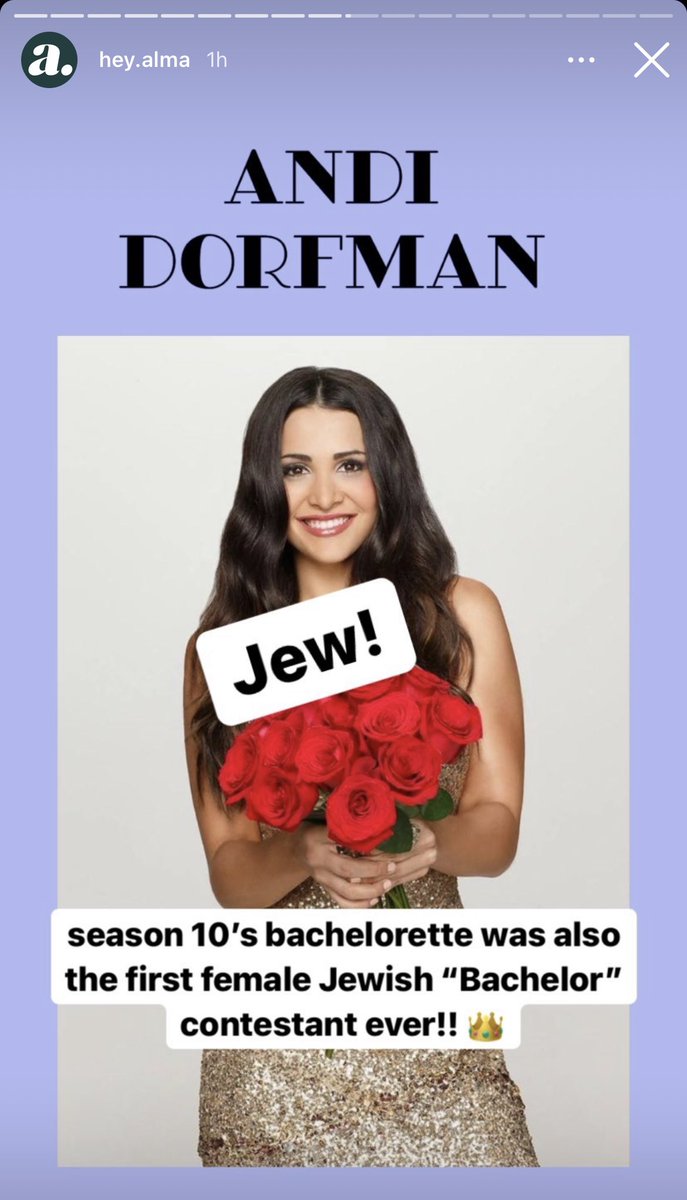 a.
hey.alma 1h
ANDI
DORFMAN
Jew!
season 10’s bachelorette was also
the first female Jewish “Bachelor”
contestant ever!! 👑